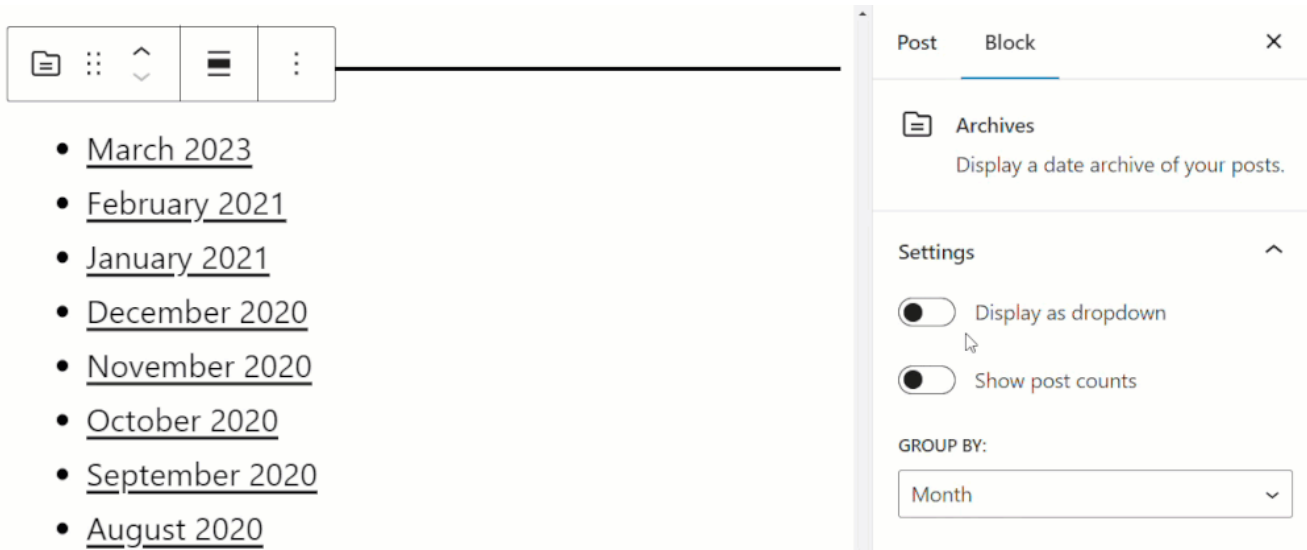 March 2023
February 2021
January 2021
December 2020
November 2020
October 2020
September 2020
August 2020
Post Block
Archives
Display a date archive of your posts.
Settings
Display as dropdown
Show post counts
GROUP BY:
Month